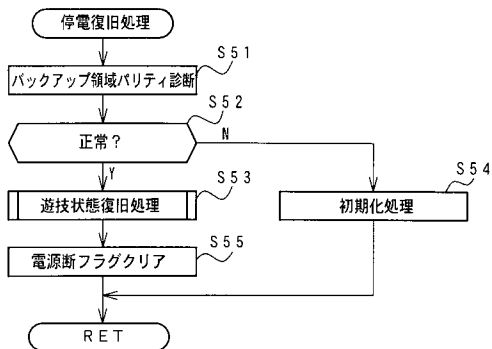 停電復旧処理
S51
バックアップ領域パリティ診断
S52
正常？
N
Y
S53
遊技状態復旧処理
S54
初期化処理
S55
電源断フラグクリア
RET